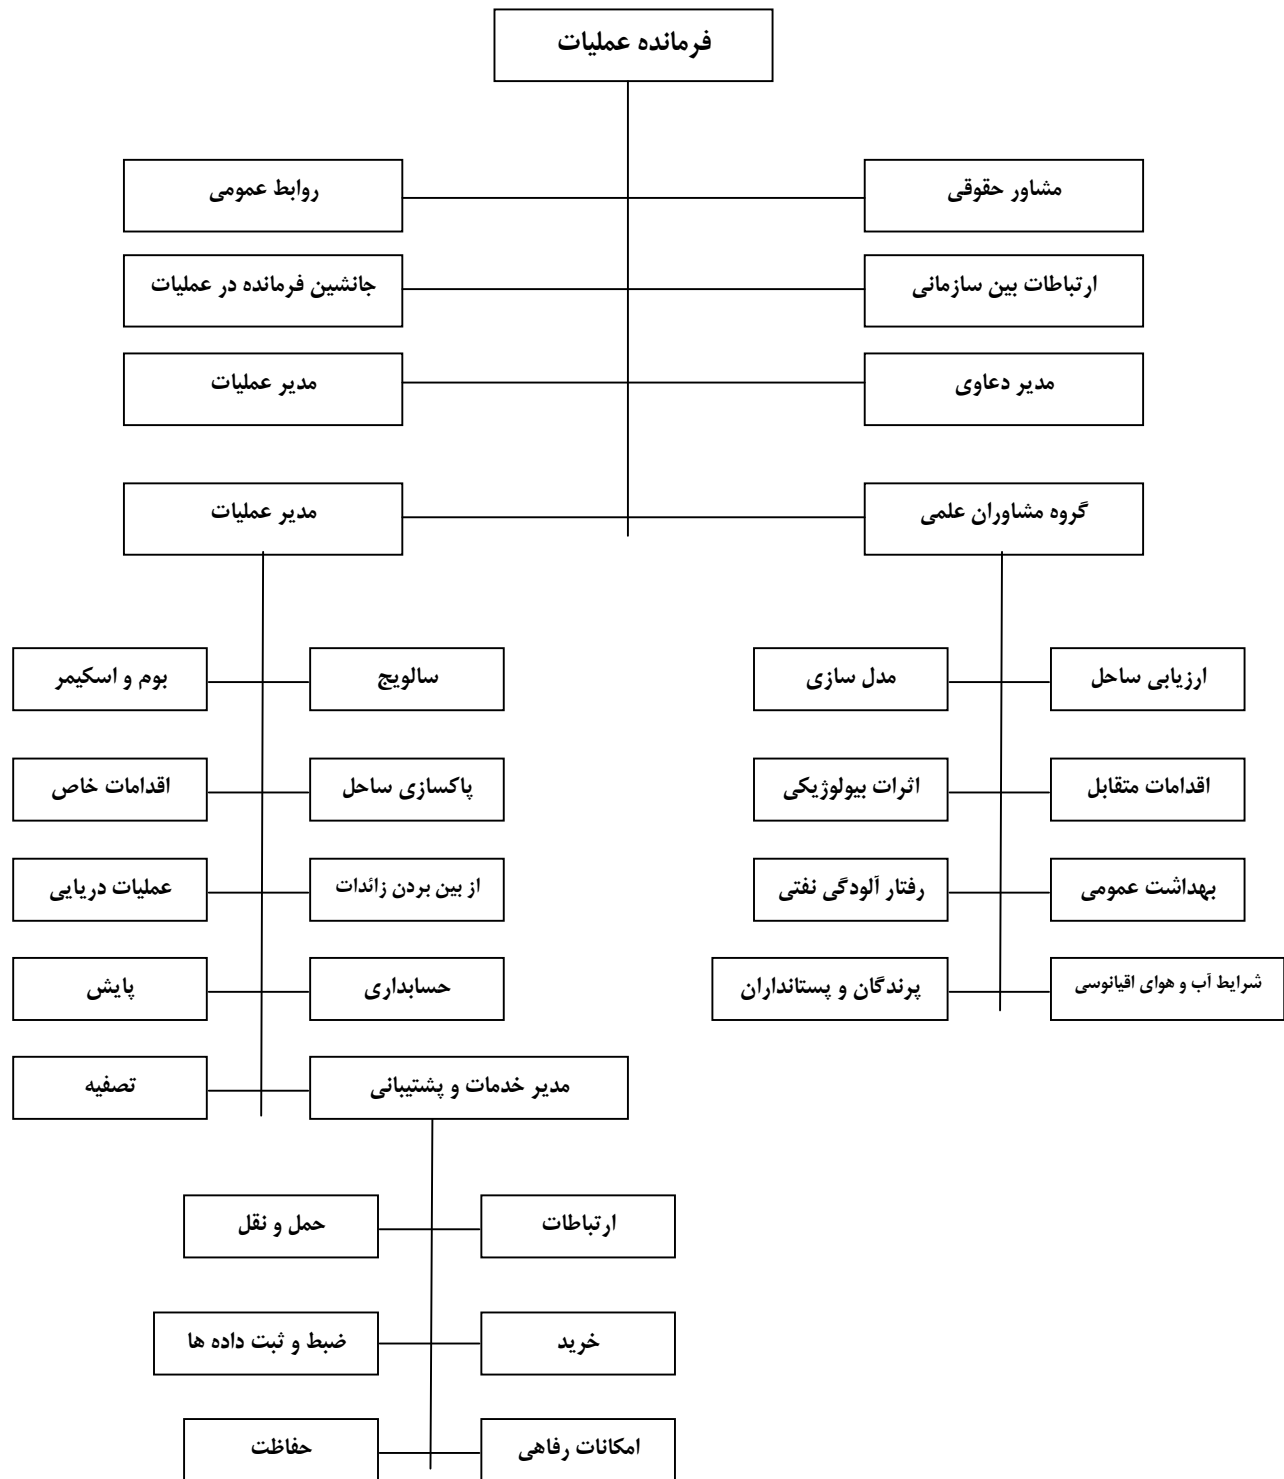 فرمانده عملیات
مشاور حقوقی
روابط عمومی
ارتباطات بین سازمانی
جانشین فرمانده در عملیات
مدیر دعاوی
مدیر عملیات
گروه مشاوران علمی
مدیر عملیات
ارزیابی ساحل
مدل سازی
سالویج
بوم و اسکیمر
اقدامات متقابل
اثرات بیولوژیکی
پاکسازی ساحل
اقدامات خاص
بهداشت عمومی
رفتار آلودگی نفتی
از بین بردن زائدات
عملیات دریایی
شرایط آب و هوای اقیانوسی
پرندگان و پستانداران
حسابداری
پایش
مدیر خدمات و پشتیبانی
تصفیه
ارتباطات
حمل و نقل
خرید
ضبط و ثبت داده ها
امکانات رفاهی
حفاظت